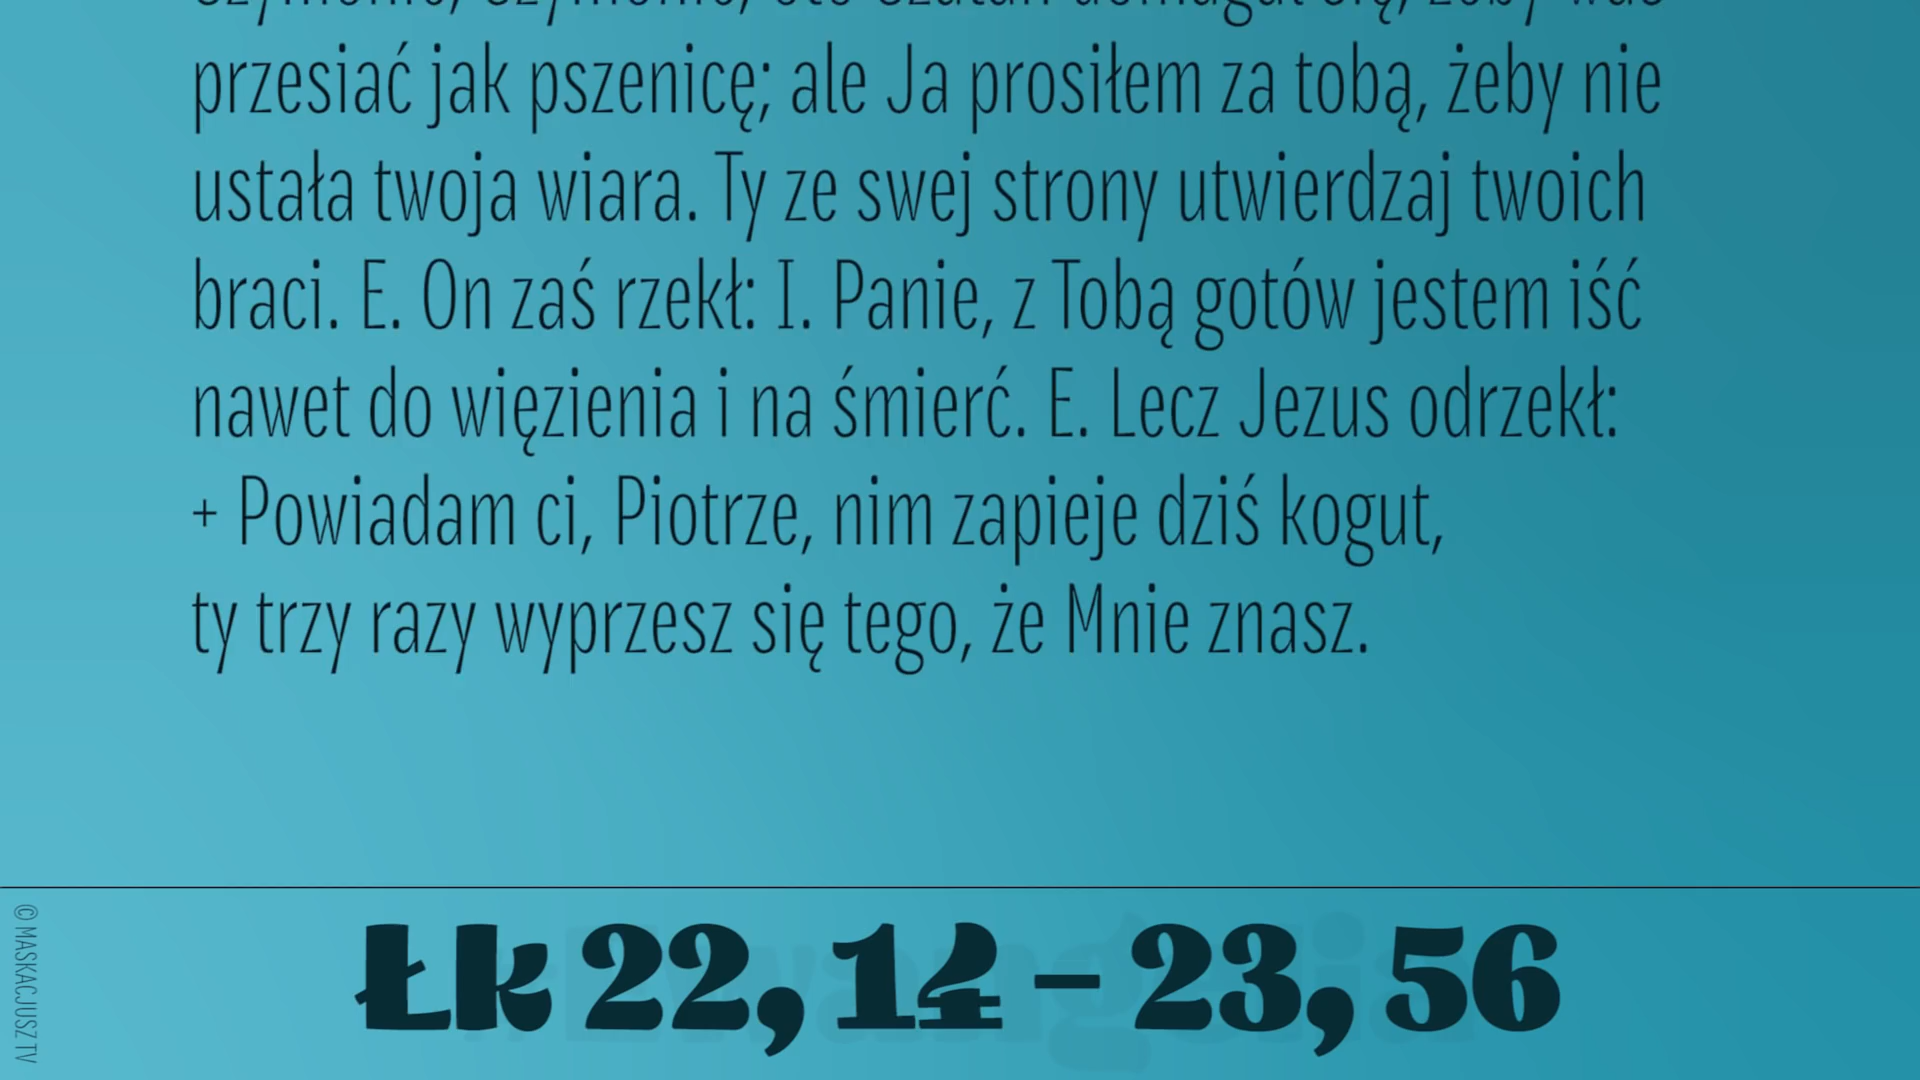 przesiać jak pszenicę; ale Ja prosiłem za tobą, żeby nie
ustała twoja wiara. Ty ze swej strony utwierdzaj twoich
braci. E. On zaś rzekł: I. Panie, z Tobą gotów jestem iść
nawet do więzienia i na śmierć. E. Lecz Jezus odrzekł:
+ Powiadam ci, Piotrze, nim zapieje dziś kogut,
ty trzy razy wyprzesz się tego, że Mnie znasz.
Łk 22, 14 – 23, 56
© MASKACJUSZ TV